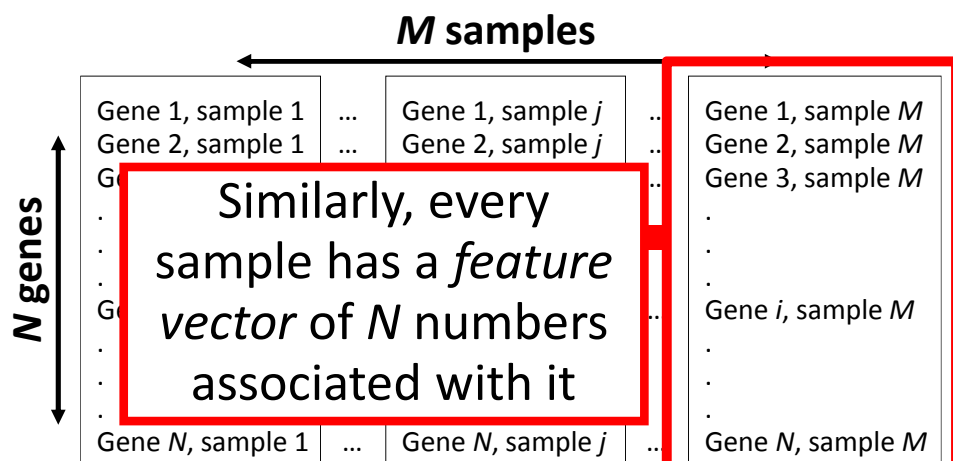 M samples
N genes
Gene 1, sample 1 ... Gene 1, sample j .. Gene 1, sample M
Gene 2, sample 1 ... Gene 2, sample j ... Gene 2, sample M
Ge .. Gene 3, sample M
. .
. .
. .
Ge ... Gene i, sample M
. .
. .
. .
Gene N, sample 1 ... Gene N, sample j ... Gene N, sample M
Similarly, every
sample has a feature
vector of N numbers
associated with it